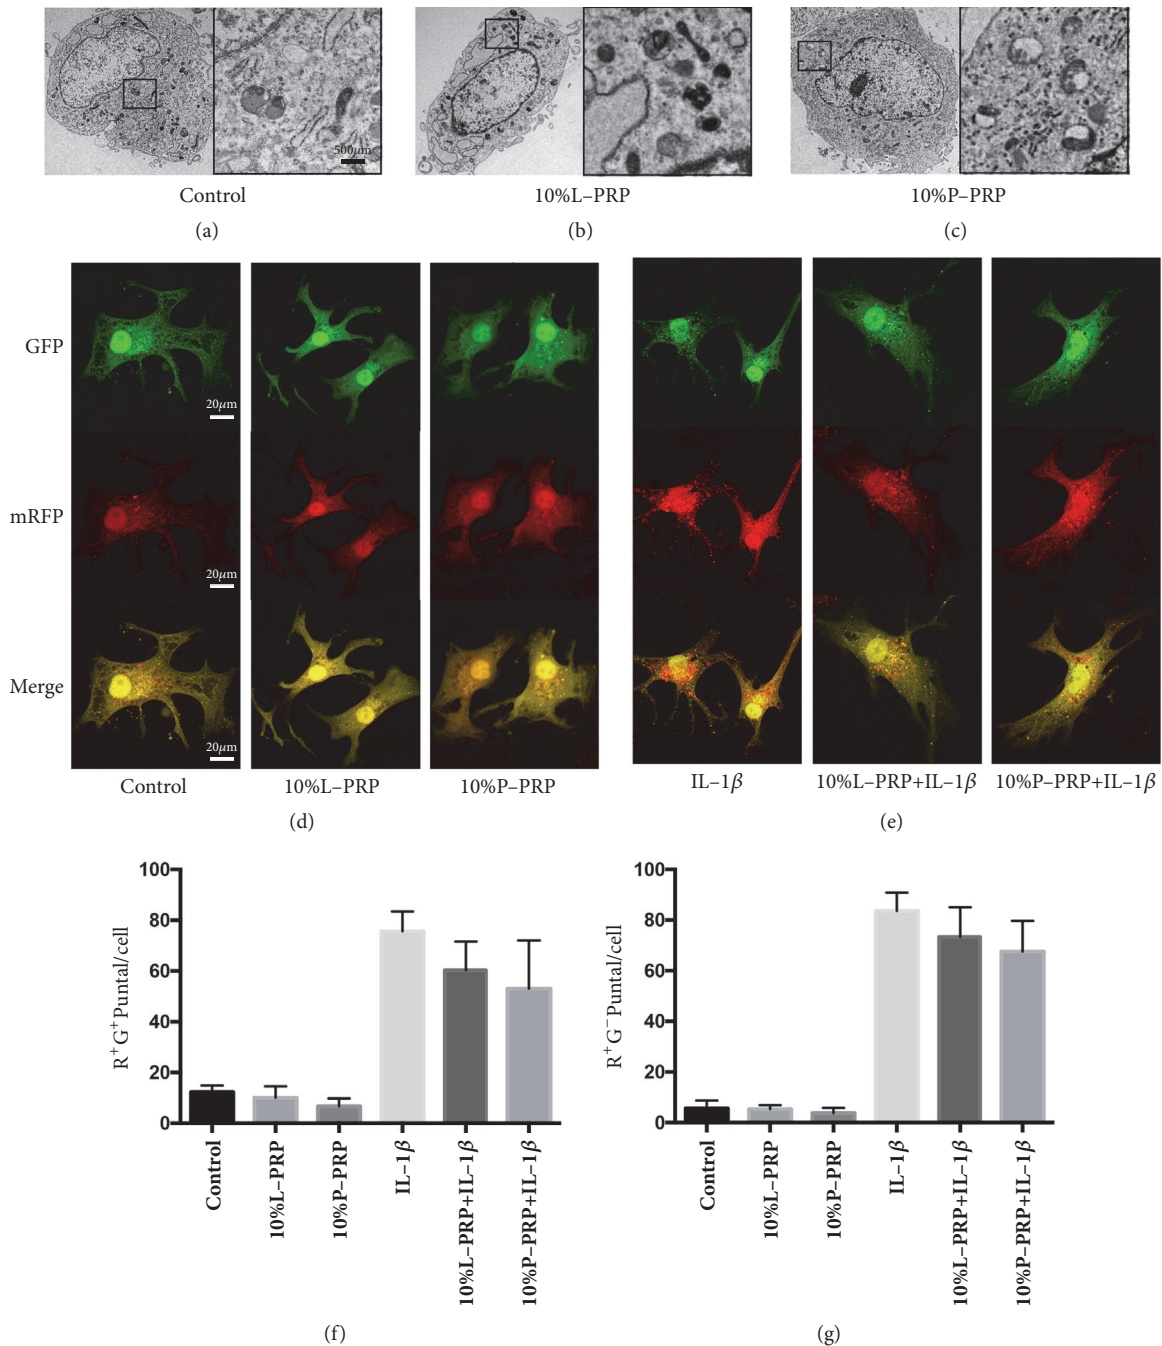 500μm
Control
10%L–PRP
10%P–PRP
(a)
(b)
(c)
GFP
20μm
mRFP
20μm
Merge
20μm
Control
10%L–PRP
10%P–PRP
IL–1β
10%L–PRP+IL–1β
10%P–PRP+IL–1β
(d)
(e)
100
80
60
40
20
0
R⁺G⁺Puntal/cell
Control
10%L–PRP
10%P–PRP
IL–1β
10%L–PRP+IL–1β
10%P–PRP+IL–1β
(f)
100
80
60
40
20
0
R⁺G⁻Puntal/cell
Control
10%L–PRP
10%P–PRP
IL–1β
10%L–PRP+IL–1β
10%P–PRP+IL–1β
(g)